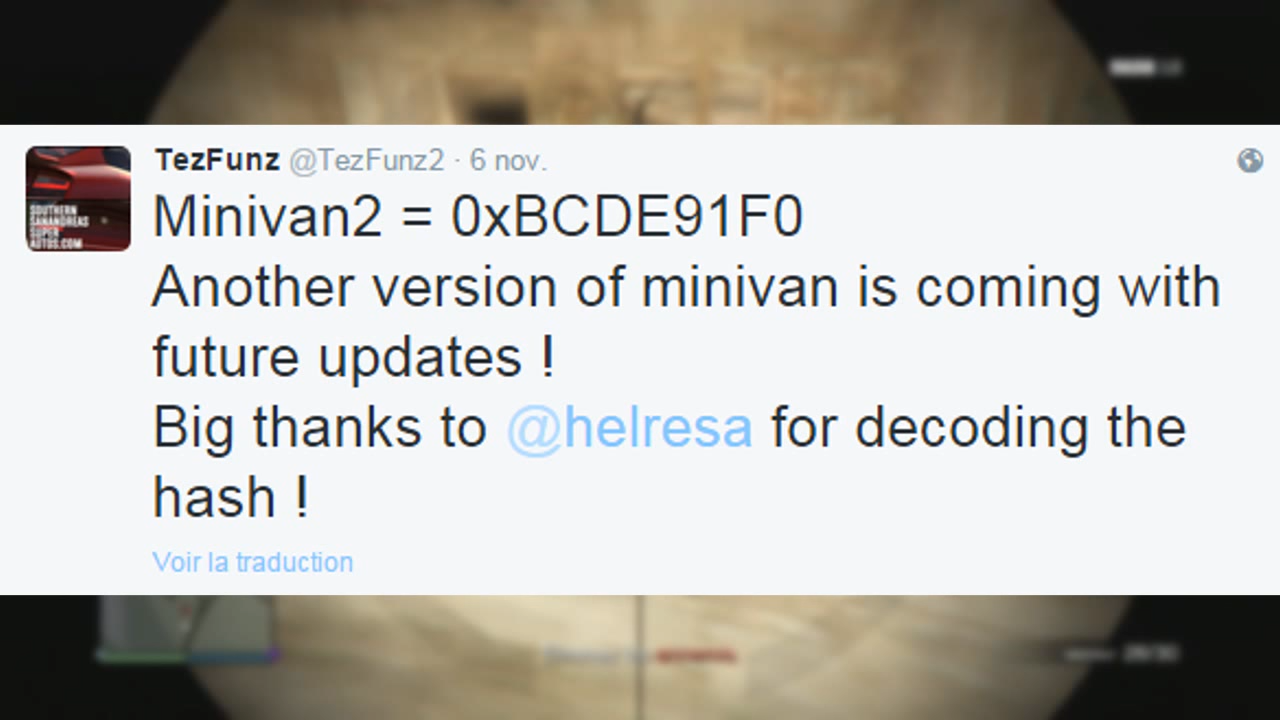 TezFunz @TezFunz2 · 6 nov.
SOUTHERN
SANANDREAS
SUPER
AUTOS.COM
Minivan2 = 0xBCDE91F0
Another version of minivan is coming with
future updates !
Big thanks to @helresa for decoding the
hash !
Voir la traduction